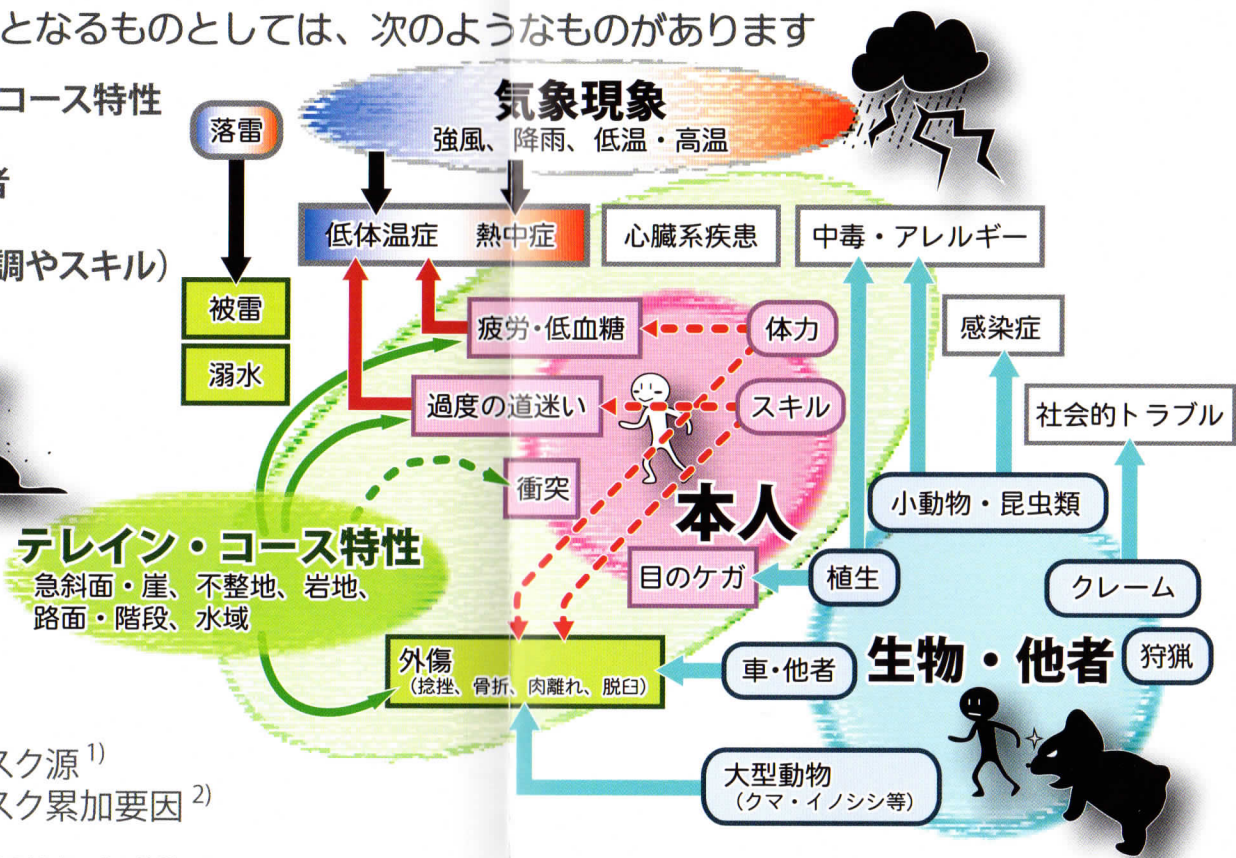 となるものとしては、次のようなものがあります
コース特性
者
調やスキル）
落雷
気象現象
強風、降雨、低温・高温
低体温症 熱中症
心臓系疾患
中毒・アレルギー
被雷
溺水
疲労・低血糖
体力
感染症
過度の道迷い
スキル
社会的トラブル
衝突
本人
小動物・昆虫類
テレイン・コース特性
急斜面・崖、不整地、岩地、
路面・階段、水域
目のケガ
植生
クレーム
外傷
（捻挫、骨折、肉離れ、脱臼）
車・他者
生物・他者
狩猟
大型動物
（クマ・イノシシ等）
スク源 1)
スク累加要因 2)